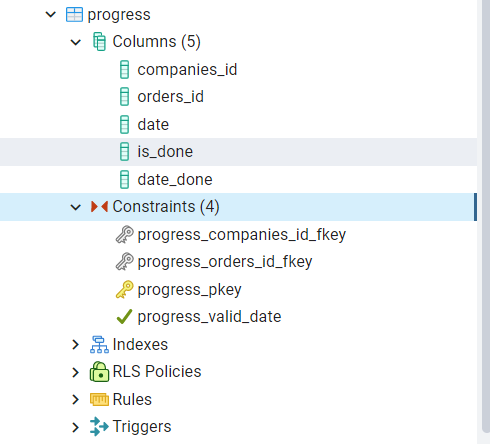 progress
Columns (5)
companies_id
orders_id
date
is_done
date_done
Constraints (4)
progress_companies_id_fkey
progress_orders_id_fkey
progress_pkey
progress_valid_date
Indexes
RLS Policies
Rules
Triggers